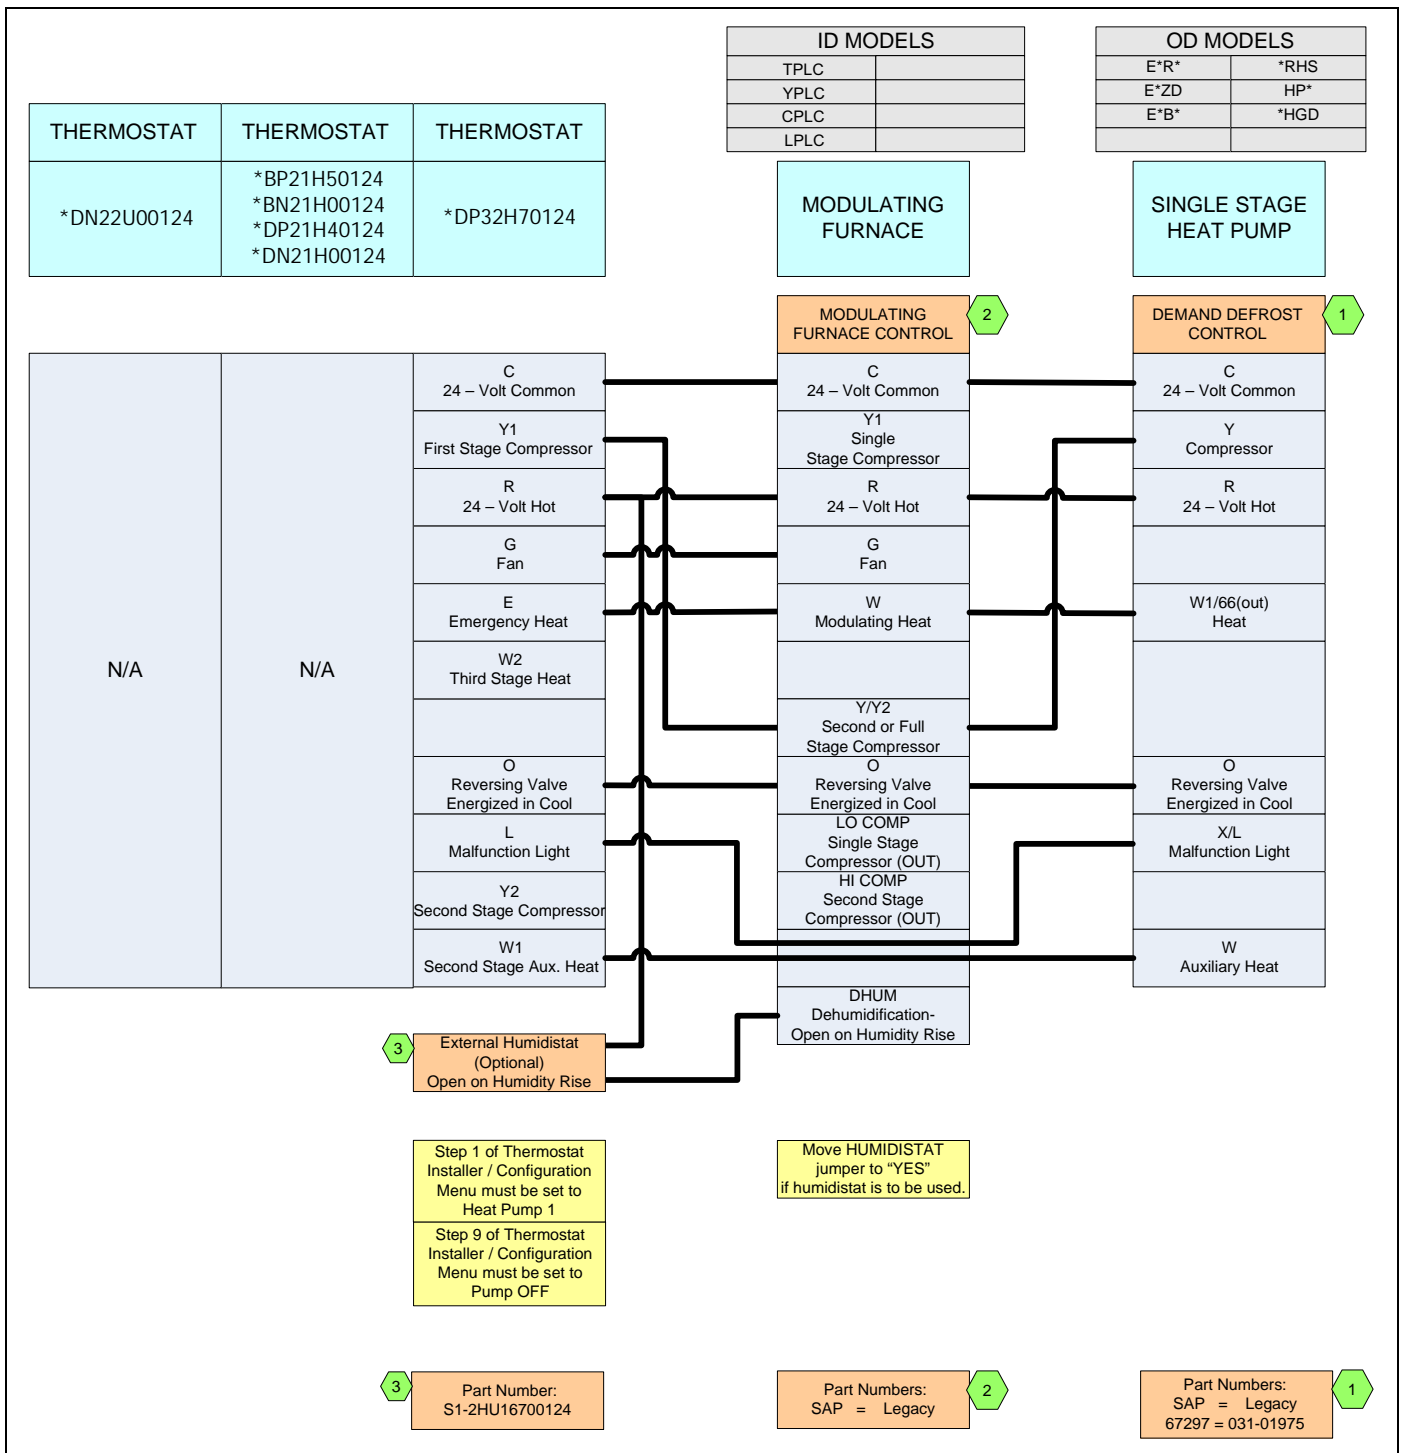 ID MODELS
TPLC
YPLC
CPLC
LPLC
OD MODELS
E*R* *RHS
E*ZD HP*
E*B* *HGD
THERMOSTAT
*DN22U00124
THERMOSTAT
*BP21H50124
*BN21H00124
*DP21H40124
*DN21H00124
THERMOSTAT
*DP32H70124
MODULATING
FURNACE
SINGLE STAGE
HEAT PUMP
MODULATING
FURNACE CONTROL
2
DEMAND DEFROST
CONTROL
1
N/A
N/A
C
24 – Volt Common
Y1
First Stage Compressor
R
24 – Volt Hot
G
Fan
E
Emergency Heat
W2
Third Stage Heat
O
Reversing Valve
Energized in Cool
L
Malfunction Light
Y2
Second Stage Compressor
W1
Second Stage Aux. Heat
C
24 – Volt Common
Y1
Single
Stage Compressor
R
24 – Volt Hot
G
Fan
W
Modulating Heat
Y/Y2
Second or Full
Stage Compressor
O
Reversing Valve
Energized in Cool
LO COMP
Single Stage
Compressor (OUT)
HI COMP
Second Stage
Compressor (OUT)
DHUM
Dehumidification-
Open on Humidity Rise
C
24 – Volt Common
Y
Compressor
R
24 – Volt Hot
W1/66(out)
Heat
O
Reversing Valve
Energized in Cool
X/L
Malfunction Light
W
Auxiliary Heat
3
External Humidistat
(Optional)
Open on Humidity Rise
Step 1 of Thermostat
Installer / Configuration
Menu must be set to
Heat Pump 1
Step 9 of Thermostat
Installer / Configuration
Menu must be set to
Pump OFF
Move HUMIDISTAT
jumper to “YES”
if humidistat is to be used.
3
Part Number:
S1-2HU16700124
Part Numbers:
SAP = Legacy
2
Part Numbers:
SAP = Legacy
67297 = 031-01975
1